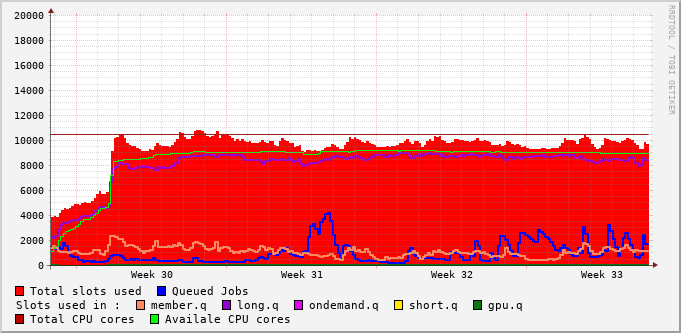 20000
18000
16000
14000
12000
10000
8000
6000
4000
2000
0
Week 30 Week 31 Week 32 Week 33
Total slots used Queued Jobs
Slots used in : member.q long.q ondemand.q short.q gpu.q
Total CPU cores Availale CPU cores
RRDTOOL / TOBI OETIKER